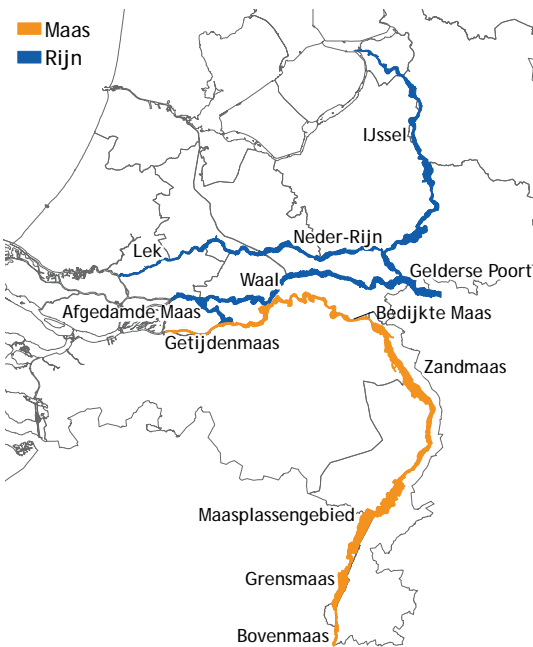 Maas
Rijn
IJssel
Neder-Rijn
Lek
Waal
Gelderse Poort
Afgedamde Maas
Bedijkte Maas
Getijdenmaas
Zandmaas
Maasplassengebied
Grensmaas
Bovenmaas